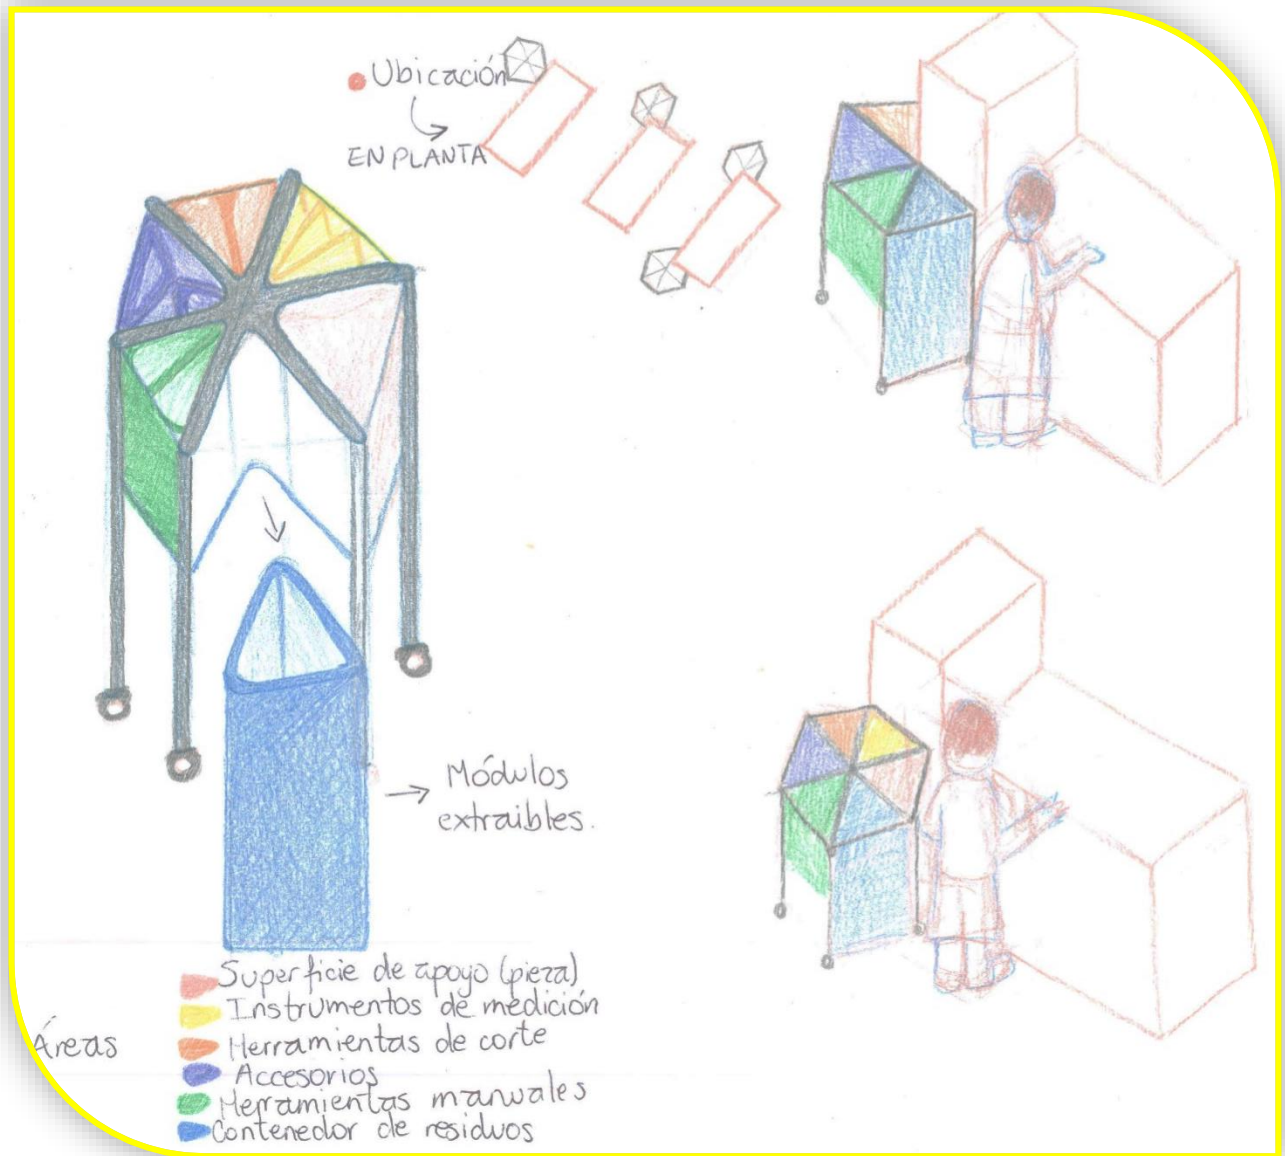 Ubicación
EN PLANTA
Módulos
extraibles.
Áreas
Superficie de apoyo (pieza)
Instrumentos de medición
Herramientas de corte
Accesorios
Herramientas manuales
Contenedor de residuos